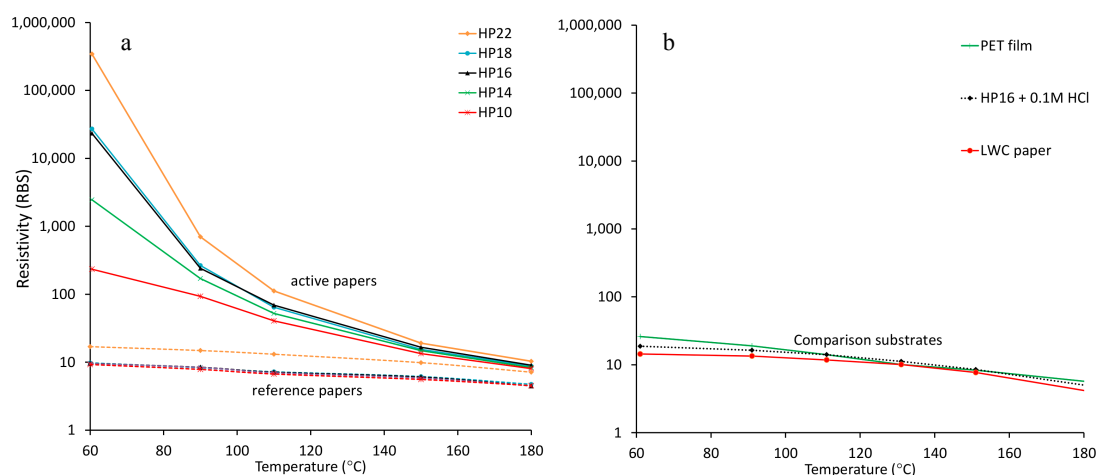 a
1,000,000
100,000
10,000
1,000
100
10
1
Resistivity (RBS)
60 80 100 120 140 160 180
Temperature (°C)
HP22
HP18
HP16
HP14
HP10
active papers
reference papers
b
1,000,000
100,000
10,000
1,000
100
10
1
60 80 100 120 140 160 180
Temperature (°C)
PET film
HP16 + 0.1M HCl
LWC paper
Comparison substrates